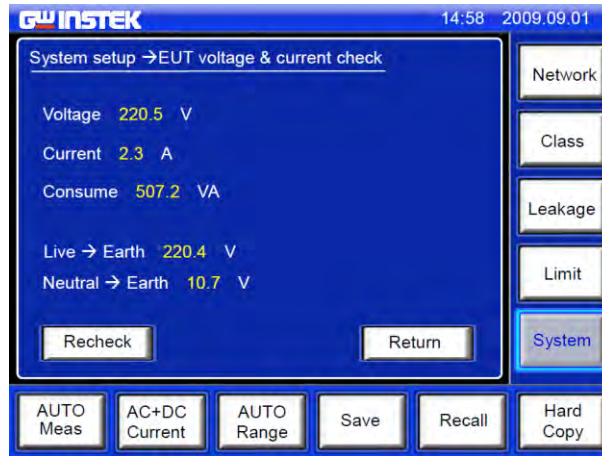 GWINSTEK 14:58 2009.09.01
System setup →EUT voltage & current check
Voltage 220.5 V
Current 2.3 A
Consume 507.2 VA
Live → Earth 220.4 V
Neutral → Earth 10.7 V
Recheck Return
Network
Class
Leakage
Limit
System
AUTO Meas
AC+DC Current
AUTO Range
Save
Recall
Hard Copy